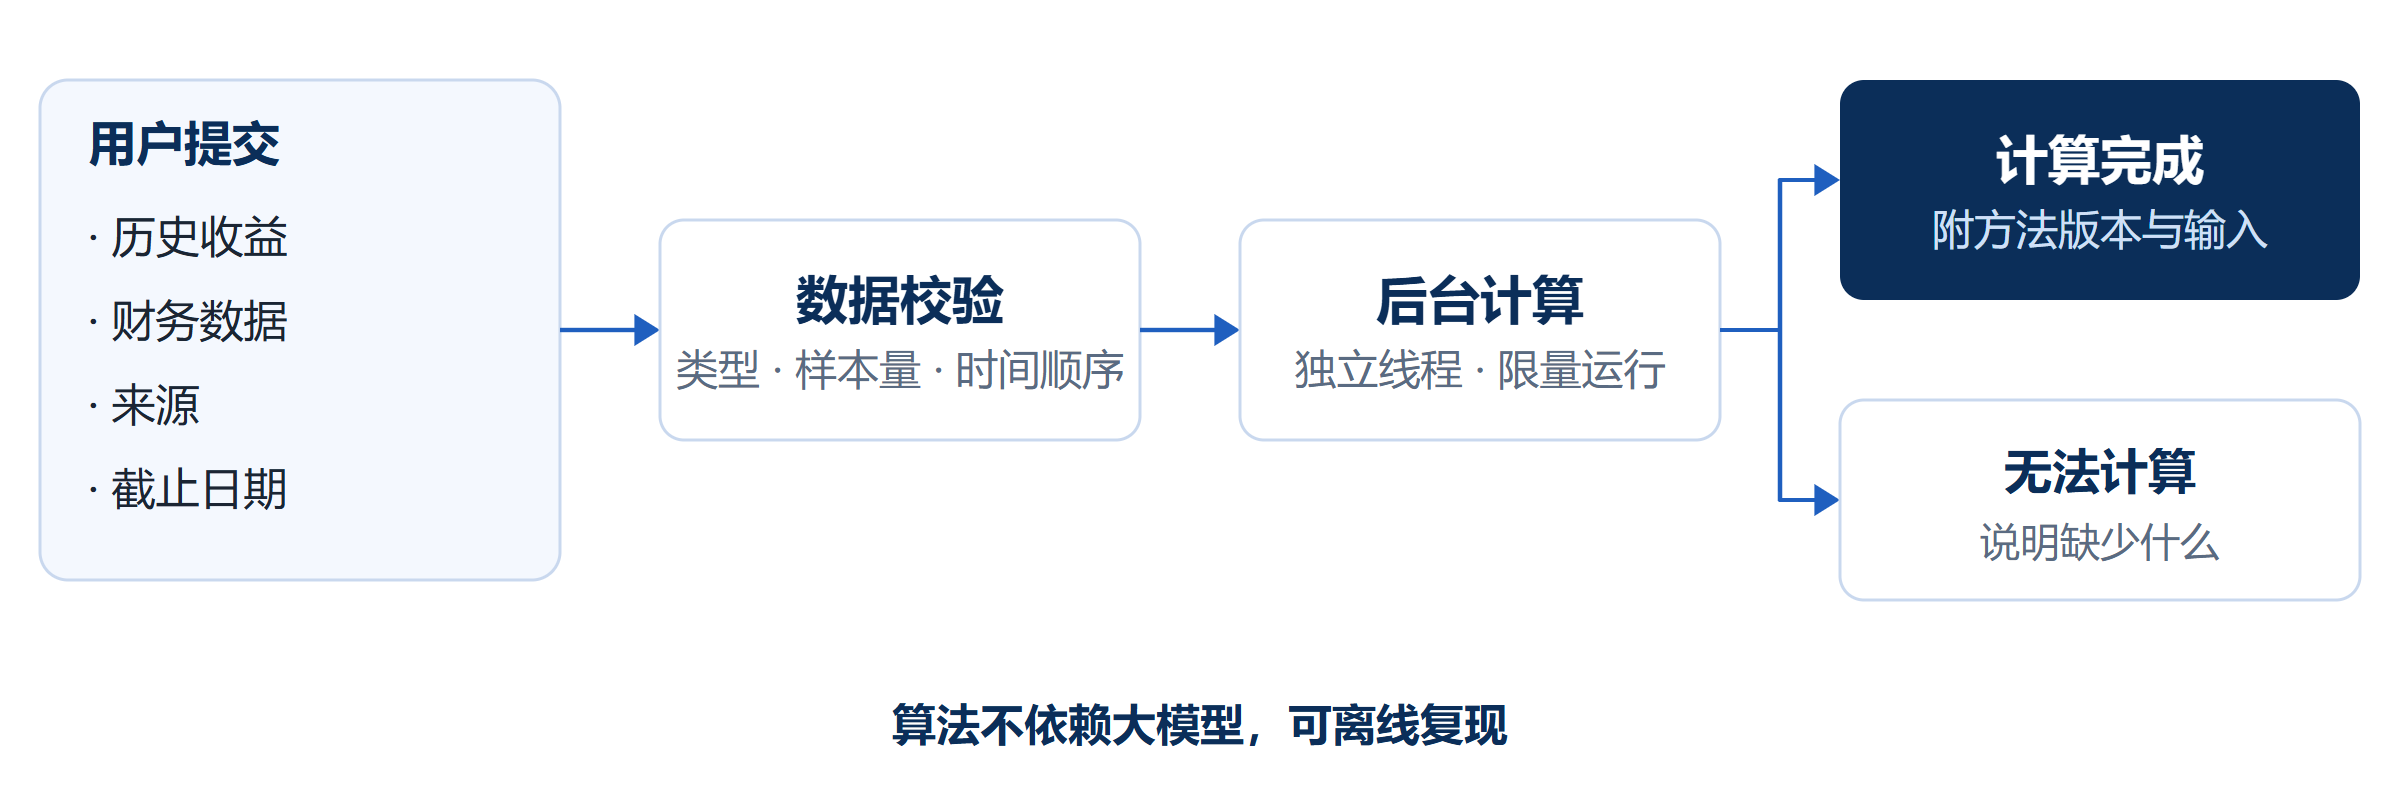 用户提交
· 历史收益
· 财务数据
· 来源
· 截止日期
数据校验
类型 · 样本量 · 时间顺序
后台计算
独立线程 · 限量运行
计算完成
附方法版本与输入
无法计算
说明缺少什么
算法不依赖大模型，可离线复现